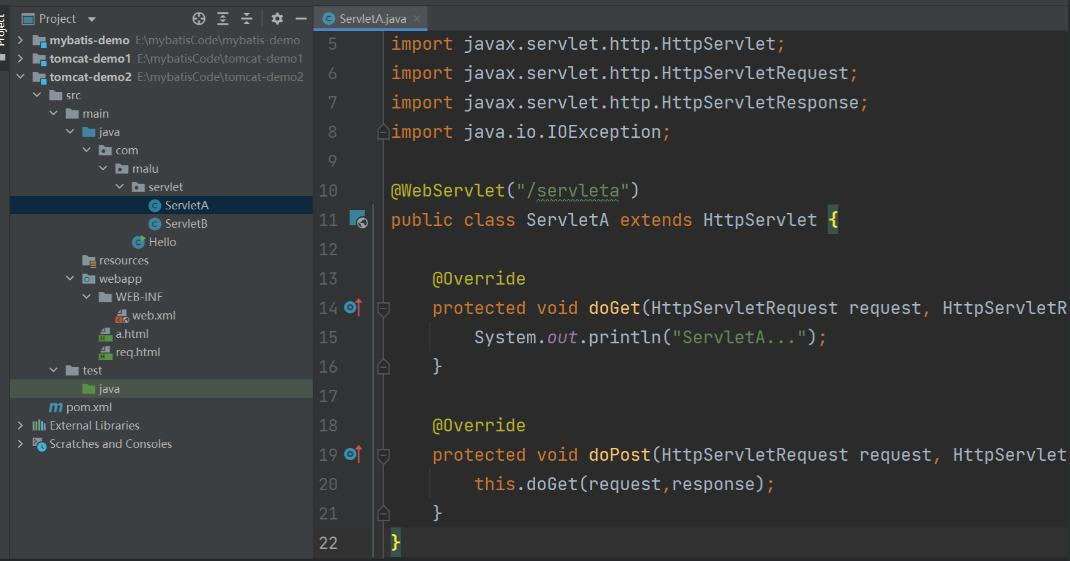 Project
Project
mybatis-demo E:\mybatisCode\mybatis-demo
tomcat-demo1 E:\mybatisCode\tomcat-demo1
tomcat-demo2 E:\mybatisCode\tomcat-demo2
src
main
java
com
malu
servlet
ServletA
ServletB
Hello
resources
webapp
WEB-INF
web.xml
a.html
req.html
test
java
pom.xml
External Libraries
Scratches and Consoles
ServletA.java
5 import javax.servlet.http.HttpServlet;
6 import javax.servlet.http.HttpServletRequest;
7 import javax.servlet.http.HttpServletResponse;
8 import java.io.IOException;
9
10 @WebServlet("/servleta")
11 public class ServletA extends HttpServlet {
12
13 @Override
14 protected void doGet(HttpServletRequest request, HttpServletR
15 System.out.println("ServletA...");
16 }
17
18 @Override
19 protected void doPost(HttpServletRequest request, HttpServlet
20 this.doGet(request,response);
21 }
22 }